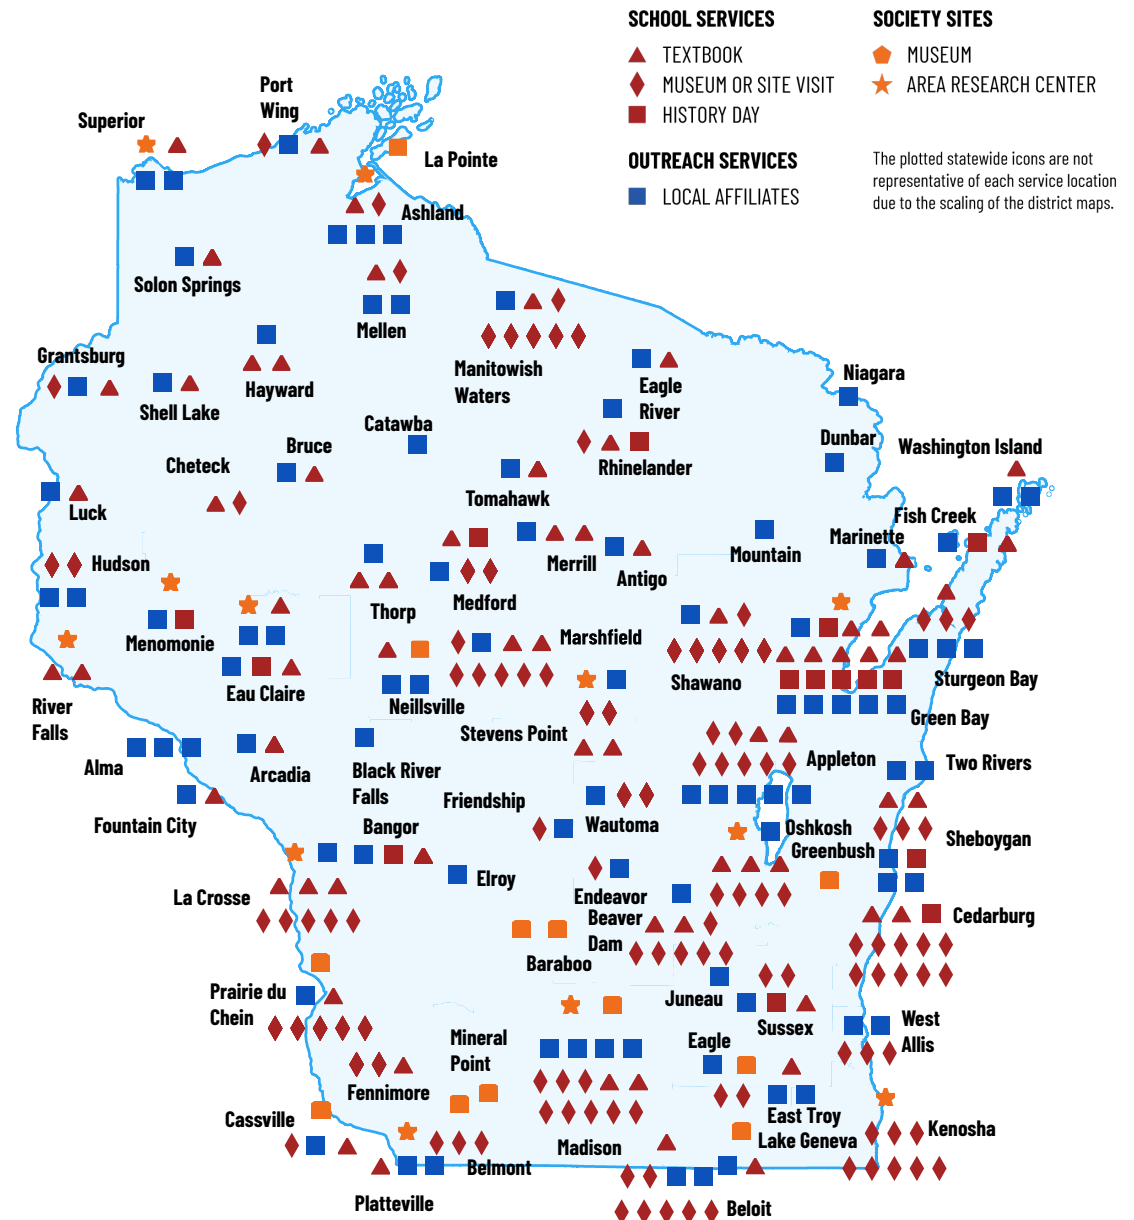 SCHOOL SERVICES
TEXTBOOK
MUSEUM OR SITE VISIT
HISTORY DAY
OUTREACH SERVICES
LOCAL AFFILIATES
SOCIETY SITES
MUSEUM
AREA RESEARCH CENTER
The plotted statewide icons are not
representative of each service location
due to the scaling of the district maps.
Port
Wing
Superior
La Pointe
Ashland
Solon Springs
Mellen
Grantsburg
Hayward
Shell Lake
Manitowish
Waters
Eagle
River
Niagara
Catawba
Bruce
Cheteck
Rhinelander
Dunbar
Washington Island
Tomahawk
Luck
Fish Creek
Marinette
Mountain
Hudson
Merrill
Antigo
Medford
Thorp
Menomonie
Marshfield
Eau Claire
Shawano
Sturgeon Bay
Neillsville
River
Falls
Green Bay
Stevens Point
Alma
Arcadia
Black River
Falls
Appleton
Two Rivers
Friendship
Fountain City
Bangor
Wautoma
Oshkosh
Greenbush
Sheboygan
Elroy
La Crosse
Endeavor
Beaver
Dam
Cedarburg
Baraboo
Prairie du
Chein
Juneau
Sussex
West
Allis
Mineral
Point
Eagle
Fennimore
Cassville
East Troy
Lake Geneva
Kenosha
Madison
Belmont
Platteville
Beloit